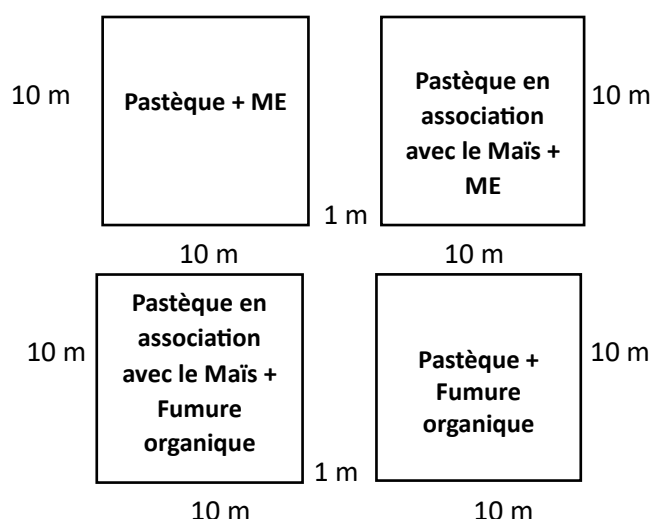 10 m
Pastèque + ME
Pastèque en
association
avec le Maïs +
ME
10 m
1 m
10 m
10 m
10 m
Pastèque en
association
avec le Maïs +
Fumure
organique
Pastèque +
Fumure
organique
10 m
1 m
10 m
10 m